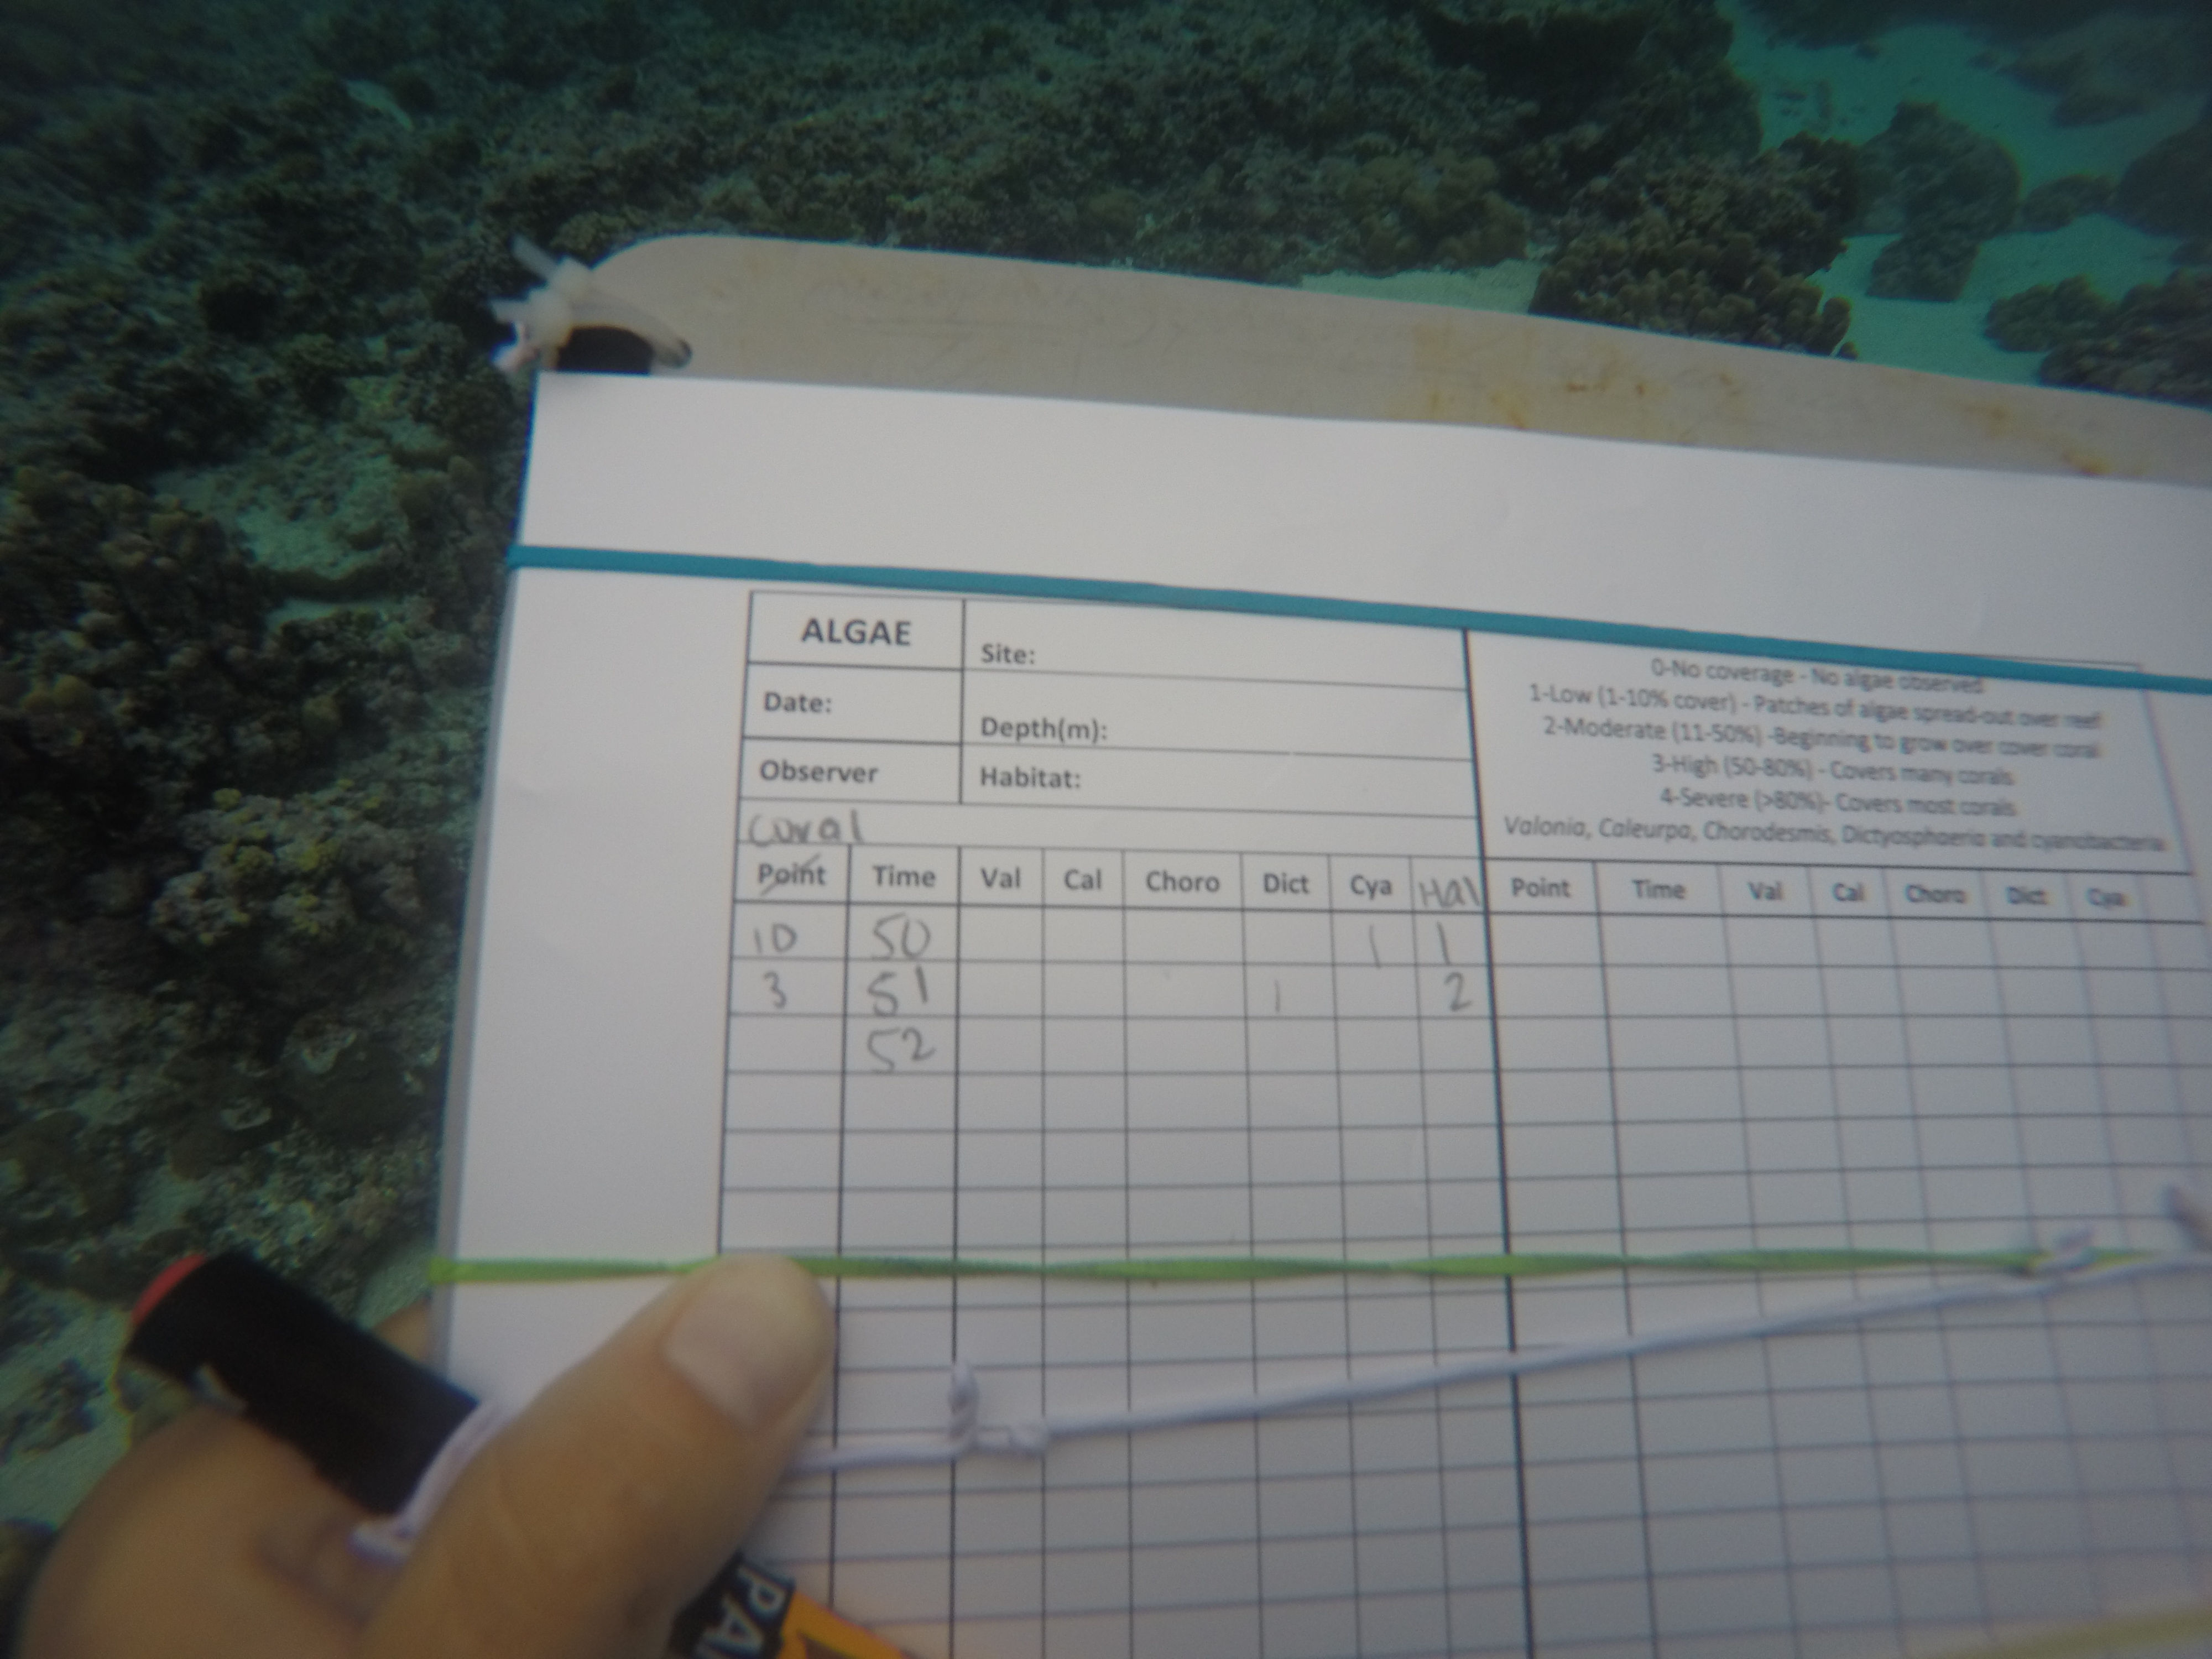 ALGAE
Site:
Date:
Depth(m):
Observer
Habitat:
0-No coverage - No algae observed
1-Low (1-10% cover) - Patches of algae spread-out over reef
2-Moderate (11-50%) -Beginning to grow over cover coral
3-High (50-80%) - Covers many corals
4-Severe (>80%)- Covers most corals
Valonia, Caleurpa, Chorodesmis, Dictyosphaeria and cyanobacteria
Coral
Point Time Val Cal Choro Dict Cya Hal Point Time Val Cal Choro Dict Cya
10 50 1 1
3 51 1 2
52
PA